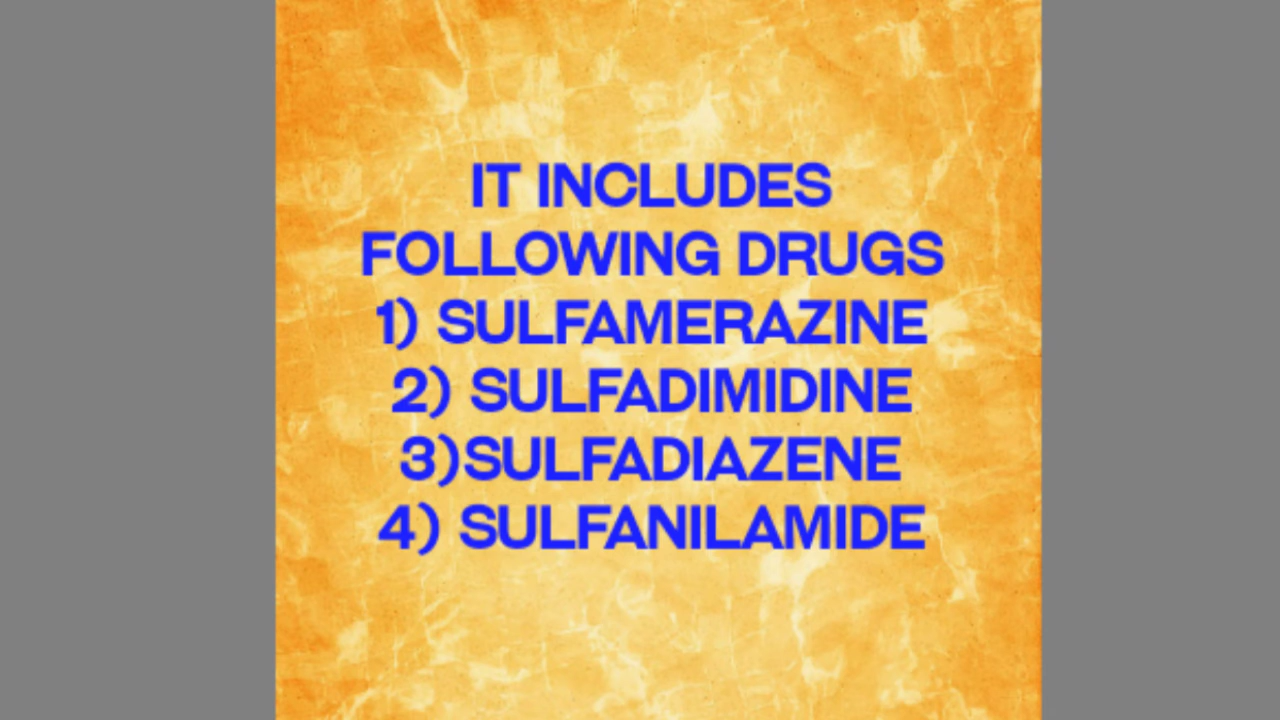 IT INCLUDES
FOLLOWING DRUGS
1) SULFAMERAZINE
2) SULFADIMIDINE
3)SULFADIAZENE
4) SULFANILAMIDE